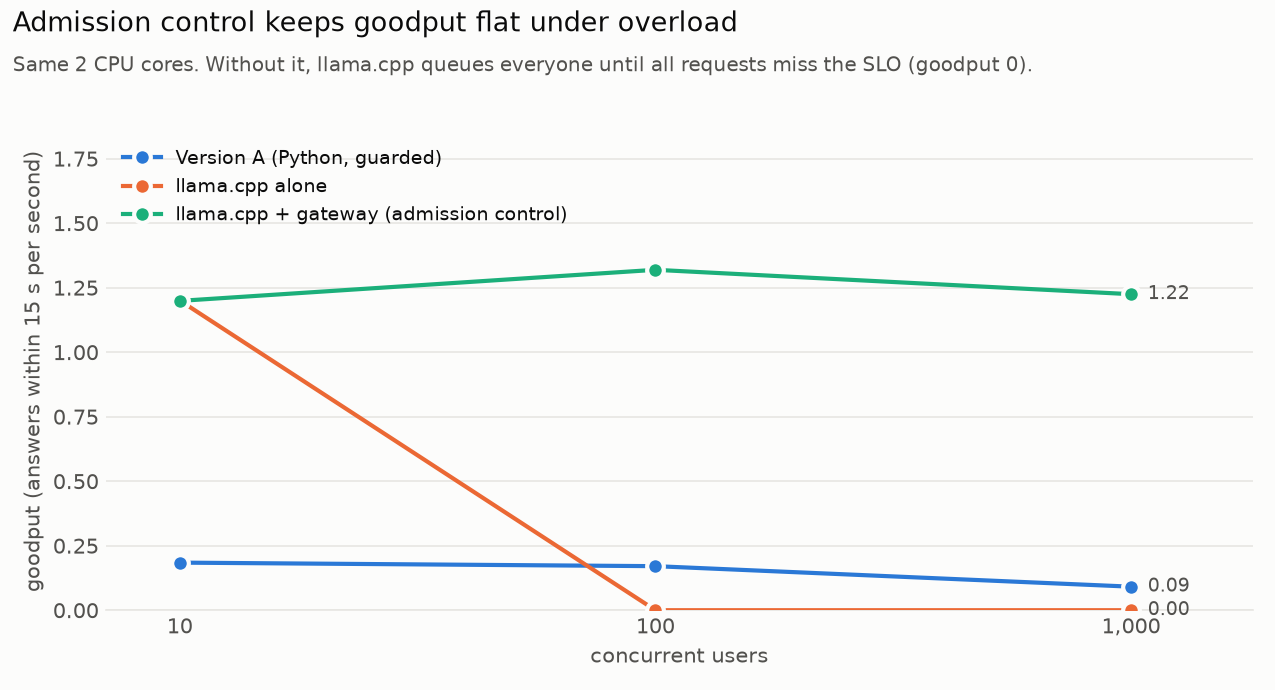 Admission control keeps goodput flat under overload
Same 2 CPU cores. Without it, llama.cpp queues everyone until all requests miss the SLO (goodput 0).
goodput (answers within 15 s per second)
1.75
1.50
1.25
1.00
0.75
0.50
0.25
0.00
Version A (Python, guarded)
llama.cpp alone
llama.cpp + gateway (admission control)
1.22
0.09
0.00
10
100
1,000
concurrent users